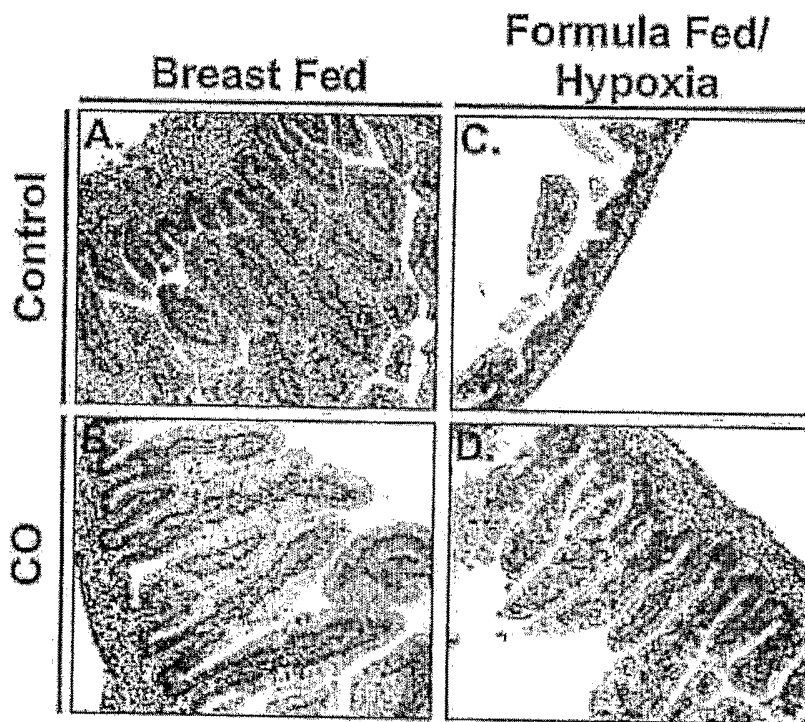 Breast Fed
Formula Fed/
Hypoxia
Control
A.
C.
CO
B.
D.